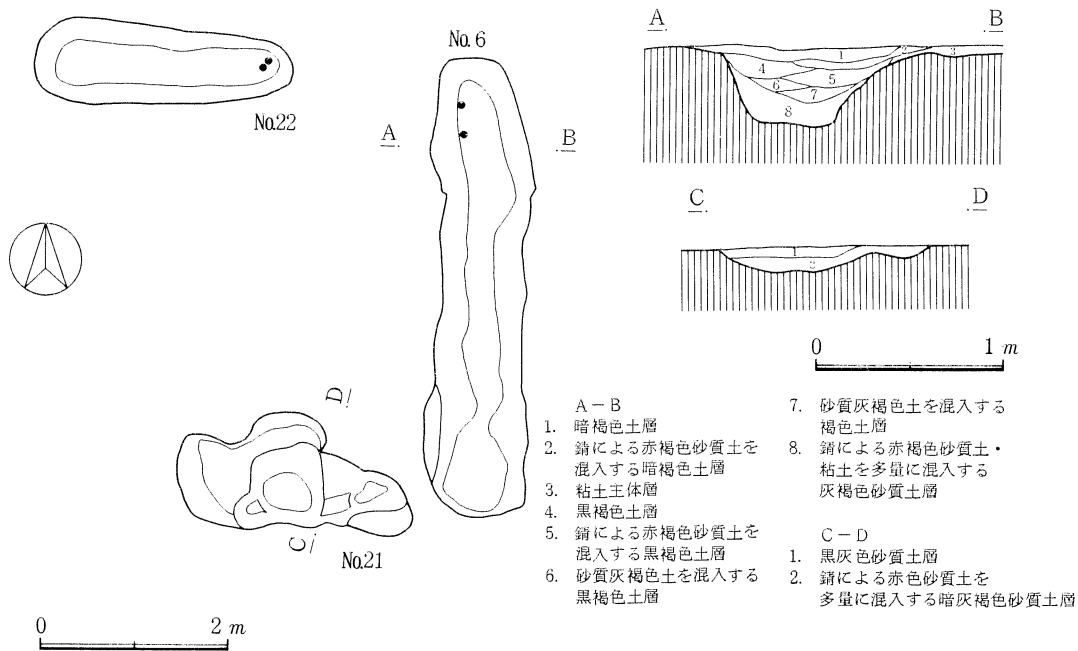 No.22
No.6
A
B
D
C
No.21
0 2 m
A B
1
2
3
4
5
6
7
8
C D
1
2
0 1 m
A－B
1. 暗褐色土層
2. 錆による赤褐色砂質土を
混入する暗褐色土層
3. 粘土主体層
4. 黒褐色土層
5. 錆による赤褐色砂質土を
混入する黒褐色土層
6. 砂質灰褐色土を混入する
黒褐色土層
7. 砂質灰褐色土を混入する
褐色土層
8. 錆による赤褐色砂質土・
粘土を多量に混入する
灰褐色砂質土層
C－D
1. 黒灰色砂質土層
2. 錆による赤色砂質土を
多量に混入する暗灰褐色砂質土層